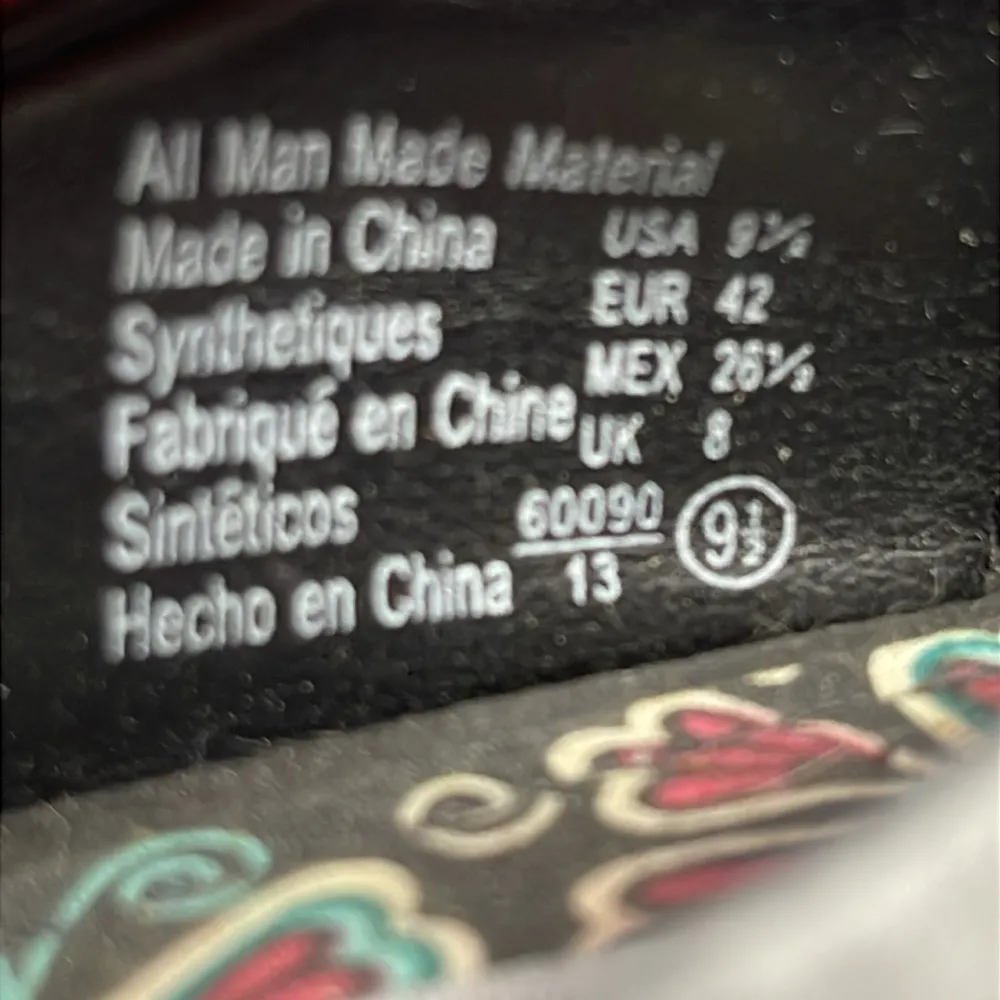 All Man Made Material
Made in China
USA 9½
Synthetiques
EUR 42
MEX 26½
Fabriqué en Chine
UK 8
Sintéticos
60090
13
9½
Hecho en China